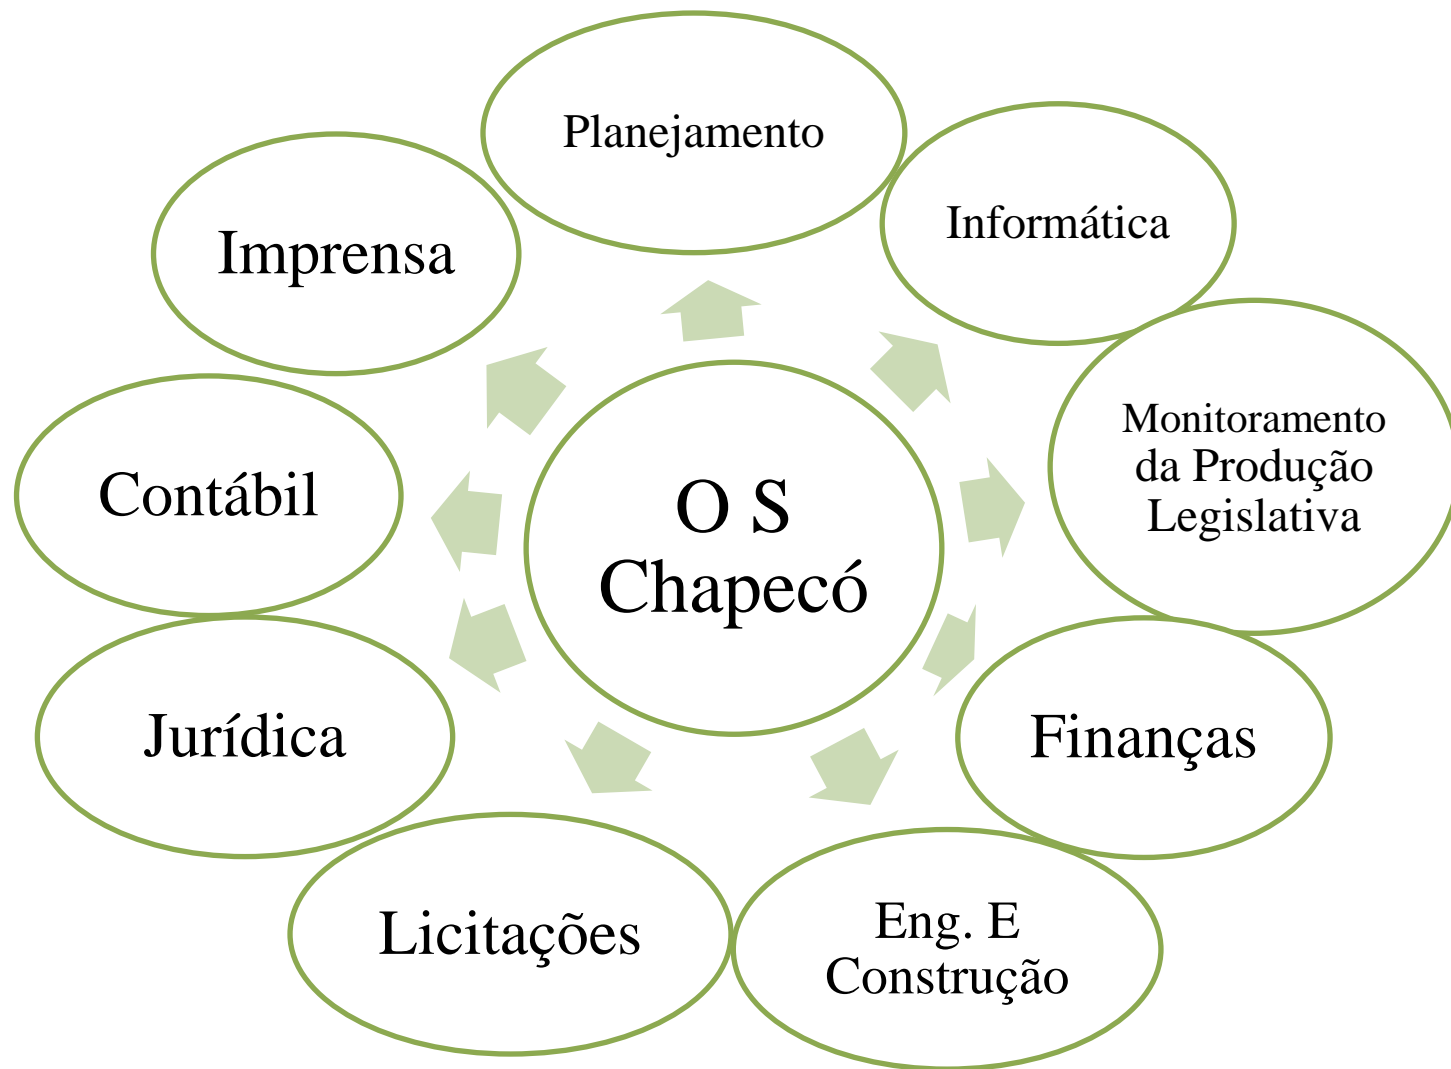 Planejamento
Informática
Monitoramento
da Produção
Legislativa
Finanças
Eng. E
Construção
Licitações
Jurídica
Contábil
Imprensa
O S
Chapecó